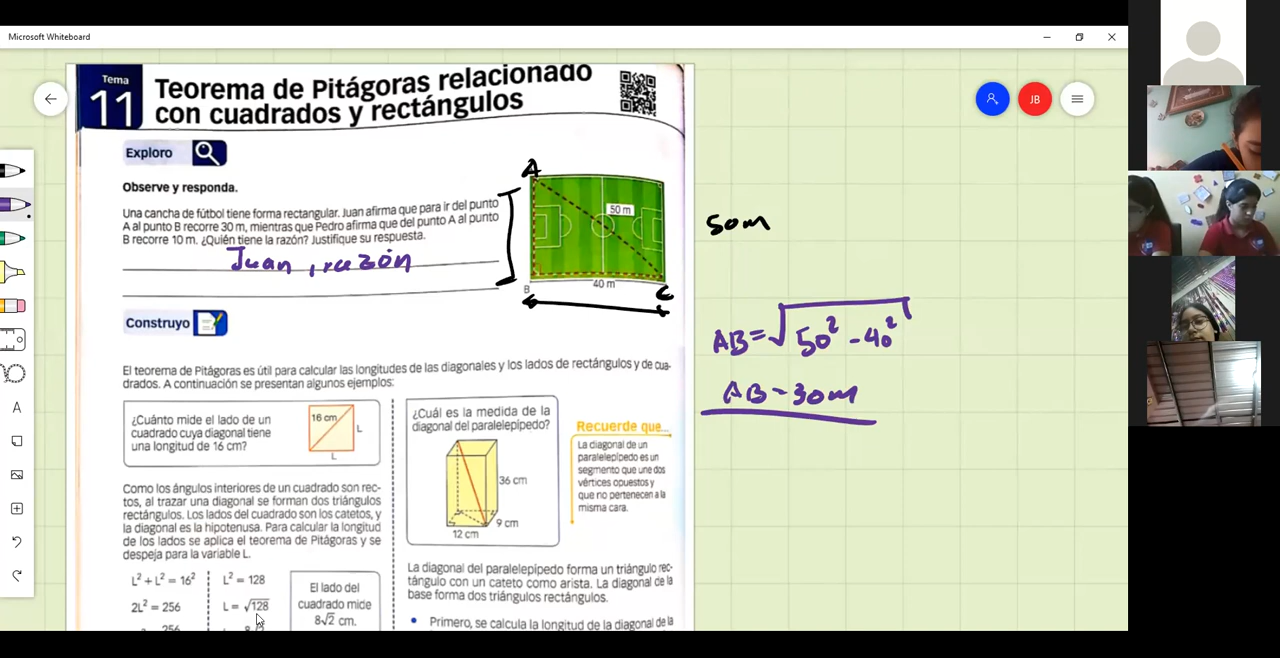 Microsoft Whiteboard
Tema
11
Teorema de Pitágoras relacionado
con cuadrados y rectángulos
Exploro
Observe y responda.
Una cancha de fútbol tiene forma rectangular. Juan afirma que para ir del punto
A al punto B recorre 30 m, mientras que Pedro afirma que del punto A al punto
B recorre 10 m. ¿Quién tiene la razón? Justifique su respuesta.
Juan, razón
A
50 m
B
40 m
C
50m
AB=√50²-40²
AB=30m
JB
A
Construyo
El teorema de Pitágoras es útil para calcular las longitudes de las diagonales y los lados de rectángulos y de cua-
drados. A continuación se presentan algunos ejemplos:
¿Cuánto mide el lado de un
cuadrado cuya diagonal tiene
una longitud de 16 cm?
16 cm
L
L
Como los ángulos interiores de un cuadrado son rec-
tos, al trazar una diagonal se forman dos triángulos
rectángulos. Los lados del cuadrado son los catetos, y
la diagonal es la hipotenusa. Para calcular la longitud
de los lados se aplica el teorema de Pitágoras y se
despeja para la variable L.
L² + L² = 16²
2L² = 256
256
L² = 128
L = √128
El lado del
cuadrado mide
8√2 cm.
¿Cuál es la medida de la
diagonal del paralelepípedo?
36 cm
9 cm
12 cm
Recuerde que...
La diagonal de un
paralelepípedo es un
segmento que une dos
vértices opuestos y
que no pertenecen a la
misma cara.
La diagonal del paralelepípedo forma un triángulo rec-
tángulo con un cateto como arista. La diagonal de la
base forma dos triángulos rectángulos.
• Primero, se calcula la longitud de la diagonal de la